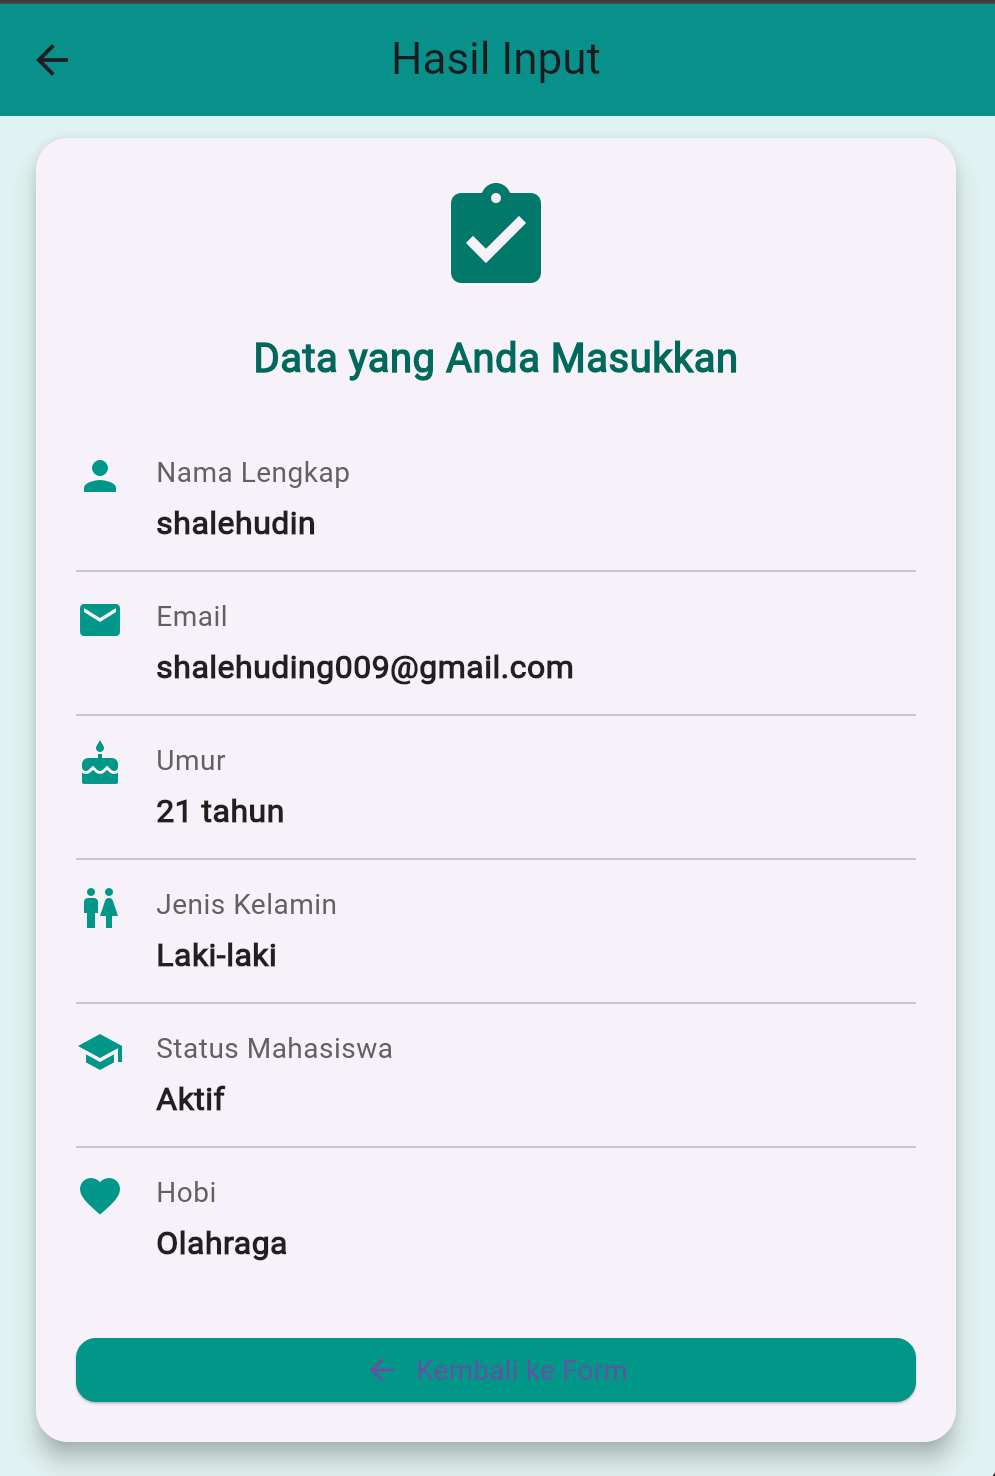 Hasil Input
Data yang Anda Masukkan
Nama Lengkap
shalehudin
Email
shalehuding009@gmail.com
Umur
21 tahun
Jenis Kelamin
Laki-laki
Status Mahasiswa
Aktif
Hobi
Olahraga
Kembali ke Form